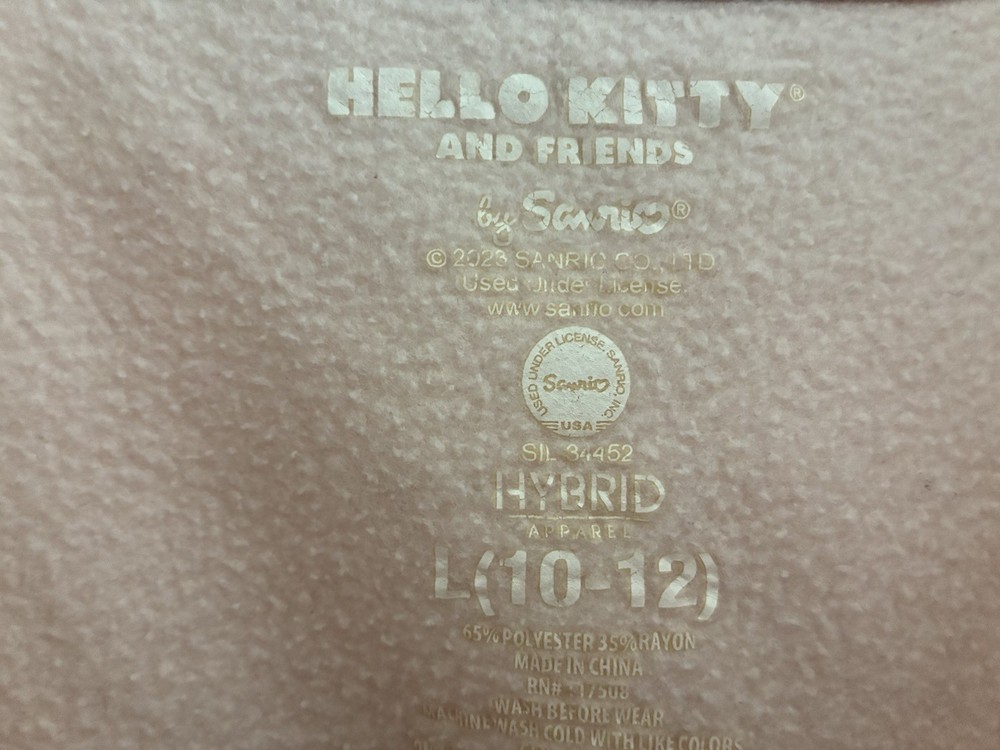 HELLO KITTY®
AND FRIENDS
by Sanrio®
© 2023 SANRIO CO., LTD
Used Under License.
www.sanrio.com
USED UNDER LICENSE. SANRIO, INC.
Sanrio
USA
SIL 34452
HYBRID
APPAREL
L(10-12)
65% POLYESTER 35% RAYON
MADE IN CHINA
RN#
WASH BEFORE WEAR
MACHINE WASH COLD WITH LIKE COLORS